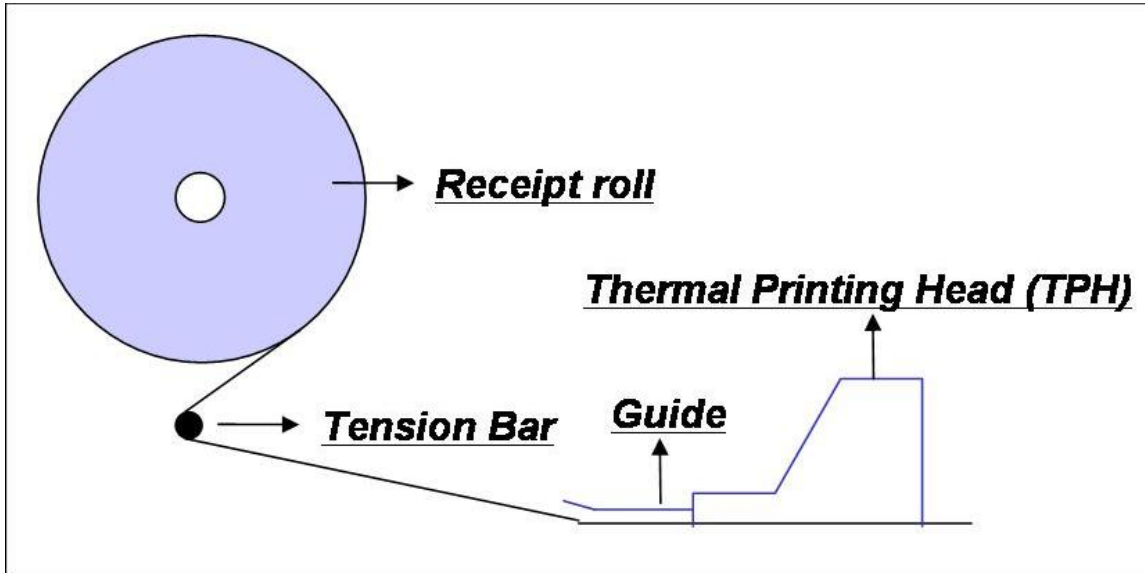 Receipt roll
Thermal Printing Head (TPH)
Tension Bar
Guide